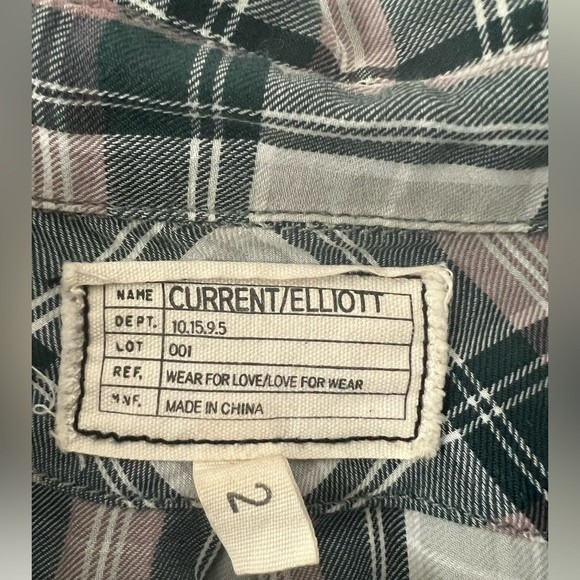 NAME CURRENT/ELLIOTT
DEPT. 10.15.9.5
LOT 001
REF. WEAR FOR LOVE/LOVE FOR WEAR
MNF. MADE IN CHINA
2